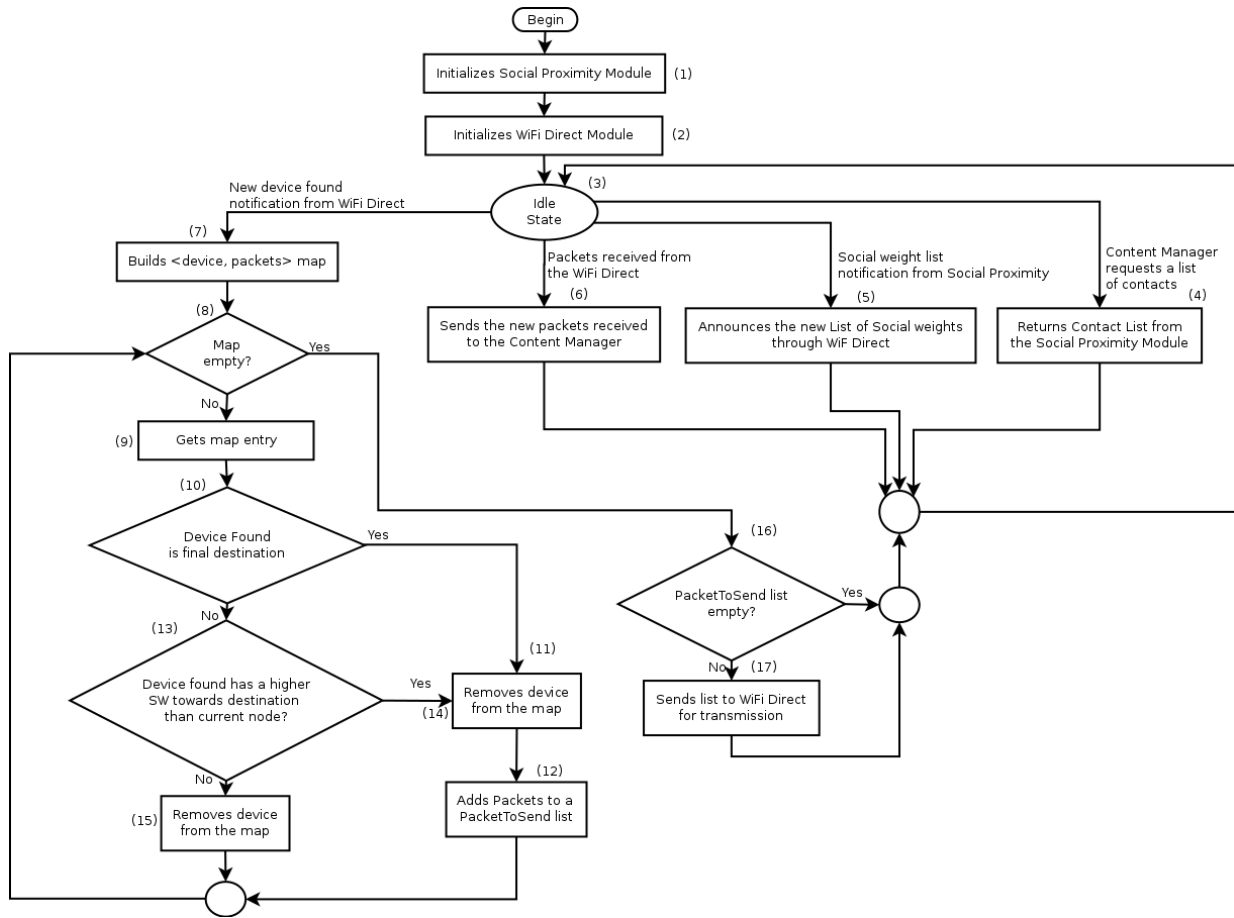 Begin
Initializes Social Proximity Module
(1)
Initializes WiFi Direct Module
(2)
(3)
Idle
State
New device found
notification from WiFi Direct
(7)
Builds <device, packets> map
Packets received from
the WiFi Direct
(6)
Sends the new packets received
to the Content Manager
Social weight list
notification from Social Proximity
(5)
Announces the new List of Social weights
through WiF Direct
Content Manager
requests a list
of contacts
(4)
Returns Contact List from
the Social Proximity Module
(8)
Map
empty?
Yes
No
(9)
Gets map entry
(10)
Device Found
is final destination
Yes
No
(13)
Device found has a higher
SW towards destination
than current node?
Yes
(14)
(11)
Removes device
from the map
No
(15)
Removes device
from the map
(12)
Adds Packets to a
PacketToSend list
(16)
PacketToSend list
empty?
Yes
No
(17)
Sends list to WiFi Direct
for transmission